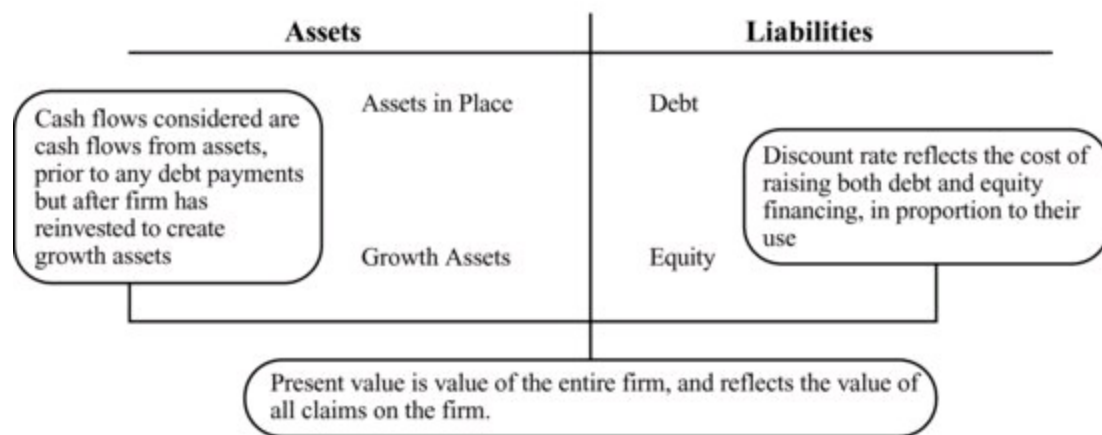 Assets
Liabilities
Assets in Place
Debt
Cash flows considered are
cash flows from assets,
prior to any debt payments
but after firm has
reinvested to create
growth assets
Discount rate reflects the cost of
raising both debt and equity
financing, in proportion to their
use
Growth Assets
Equity
Present value is value of the entire firm, and reflects the value of
all claims on the firm.